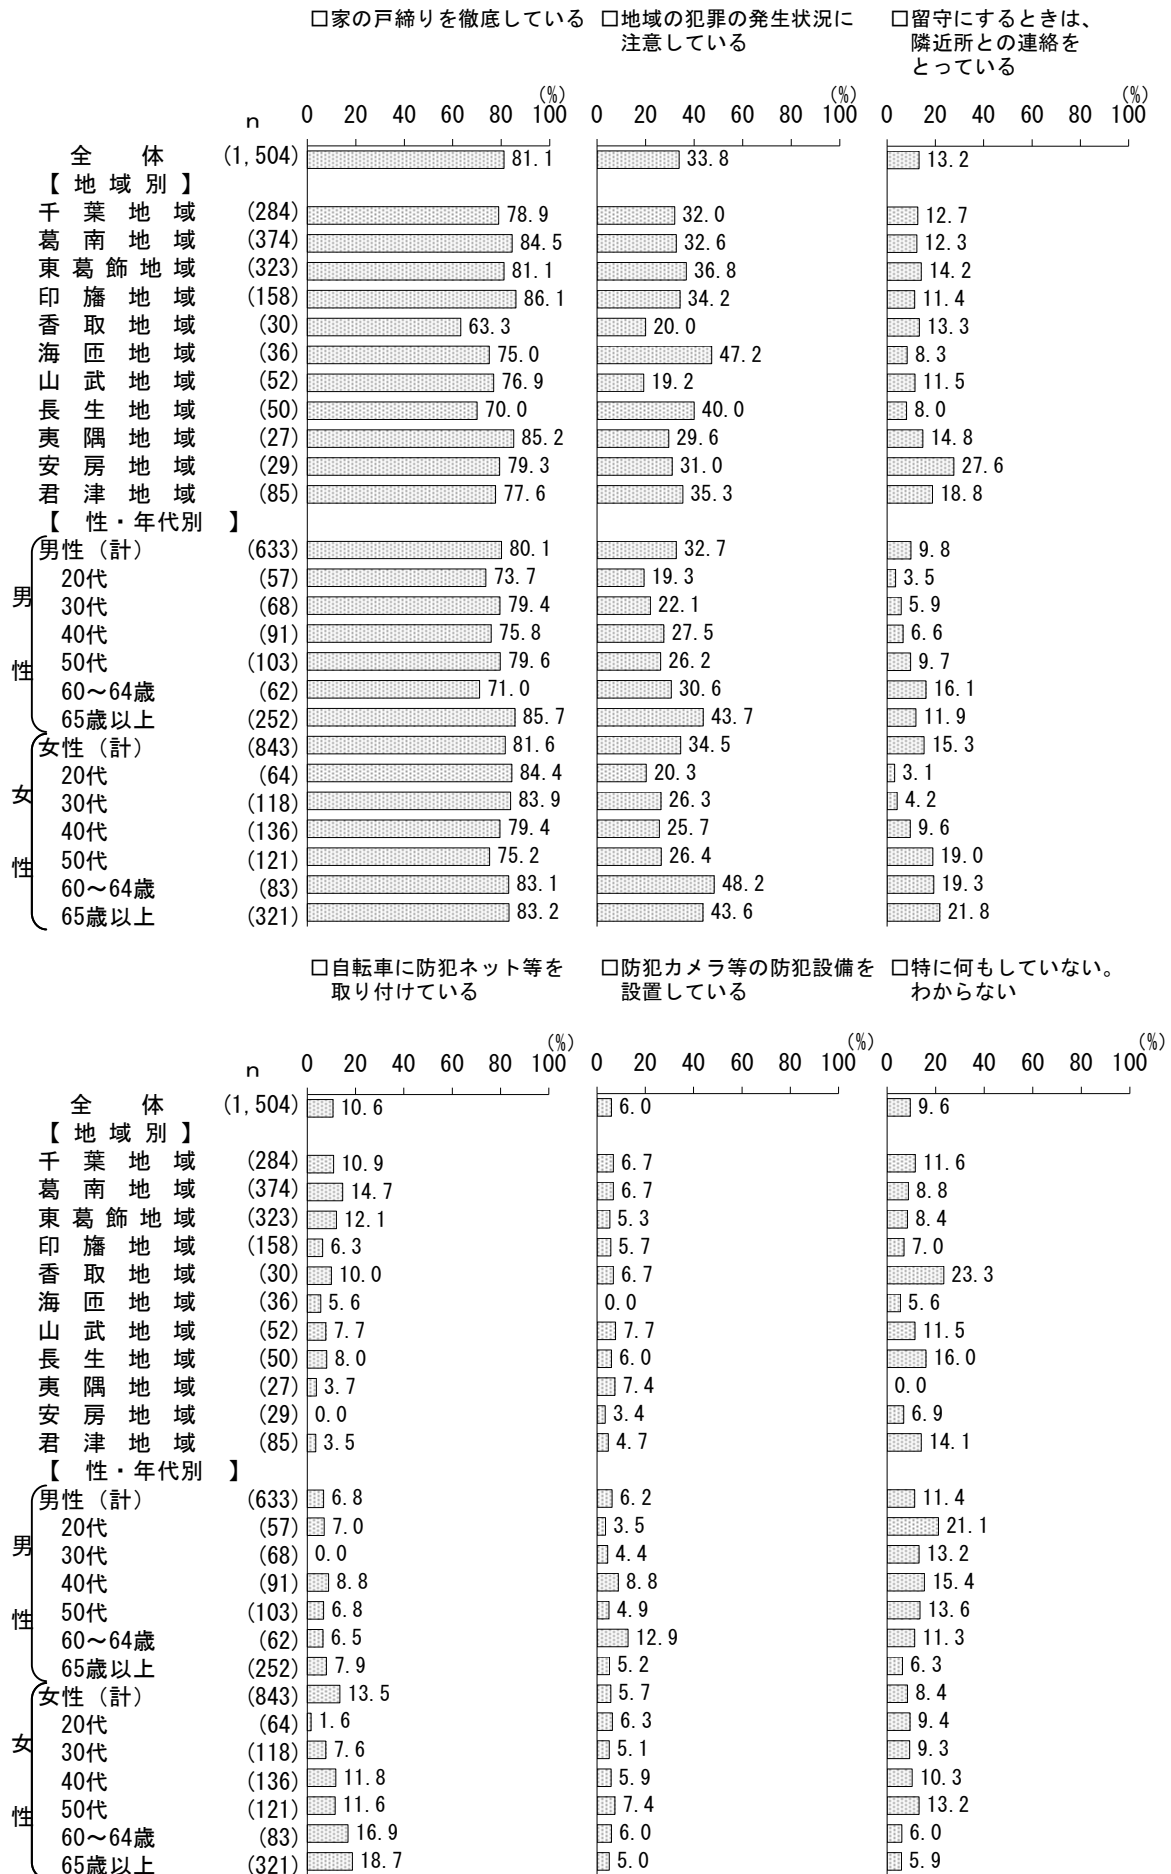 □家の戸締りを徹底している □地域の犯罪の発生状況に注意している □留守にするときは、隣近所との連絡をとっている
(%) (%) (%)
n 0 20 40 60 80 100 0 20 40 60 80 100 0 20 40 60 80 100
全体 (1,504) 81.1 33.8 13.2
【地域別】
千葉地域 (284) 78.9 32.0 12.7
葛南地域 (374) 84.5 32.6 12.3
東葛飾地域 (323) 81.1 36.8 14.2
印旛地域 (158) 86.1 34.2 11.4
香取地域 (30) 63.3 20.0 13.3
海匝地域 (36) 75.0 47.2 8.3
山武地域 (52) 76.9 19.2 11.5
長生地域 (50) 70.0 40.0 8.0
夷隅地域 (27) 85.2 29.6 14.8
安房地域 (29) 79.3 31.0 27.6
君津地域 (85) 77.6 35.3 18.8
【性・年代別】
男性
男性（計） (633) 80.1 32.7 9.8
20代 (57) 73.7 19.3 3.5
30代 (68) 79.4 22.1 5.9
40代 (91) 75.8 27.5 6.6
50代 (103) 79.6 26.2 9.7
60～64歳 (62) 71.0 30.6 16.1
65歳以上 (252) 85.7 43.7 11.9
女性
女性（計） (843) 81.6 34.5 15.3
20代 (64) 84.4 20.3 3.1
30代 (118) 83.9 26.3 4.2
40代 (136) 79.4 25.7 9.6
50代 (121) 75.2 26.4 19.0
60～64歳 (83) 83.1 48.2 19.3
65歳以上 (321) 83.2 43.6 21.8
□自転車に防犯ネット等を取り付けている □防犯カメラ等の防犯設備を設置している □特に何もしていない。わからない
(%) (%) (%)
n 0 20 40 60 80 100 0 20 40 60 80 100 0 20 40 60 80 100
全体 (1,504) 10.6 6.0 9.6
【地域別】
千葉地域 (284) 10.9 6.7 11.6
葛南地域 (374) 14.7 6.7 8.8
東葛飾地域 (323) 12.1 5.3 8.4
印旛地域 (158) 6.3 5.7 7.0
香取地域 (30) 10.0 6.7 23.3
海匝地域 (36) 5.6 0.0 5.6
山武地域 (52) 7.7 7.7 11.5
長生地域 (50) 8.0 6.0 16.0
夷隅地域 (27) 3.7 7.4 0.0
安房地域 (29) 0.0 3.4 6.9
君津地域 (85) 3.5 4.7 14.1
【性・年代別】
男性
男性（計） (633) 6.8 6.2 11.4
20代 (57) 7.0 3.5 21.1
30代 (68) 0.0 4.4 13.2
40代 (91) 8.8 8.8 15.4
50代 (103) 6.8 4.9 13.6
60～64歳 (62) 6.5 12.9 11.3
65歳以上 (252) 7.9 5.2 6.3
女性
女性（計） (843) 13.5 5.7 8.4
20代 (64) 1.6 6.3 9.4
30代 (118) 7.6 5.1 9.3
40代 (136) 11.8 5.9 10.3
50代 (121) 11.6 7.4 13.2
60～64歳 (83) 16.9 6.0 6.0
65歳以上 (321) 18.7 5.0 5.9